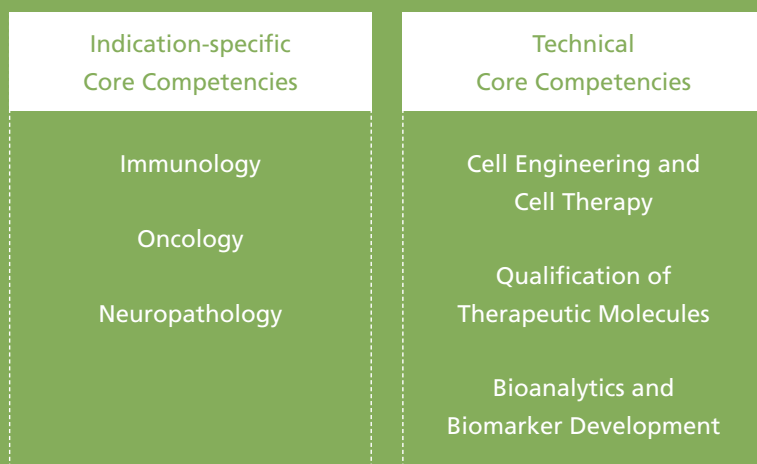 Indication-specific
Core Competencies
Immunology
Oncology
Neuropathology
Technical
Core Competencies
Cell Engineering and
Cell Therapy
Qualification of
Therapeutic Molecules
Bioanalytics and
Biomarker Development